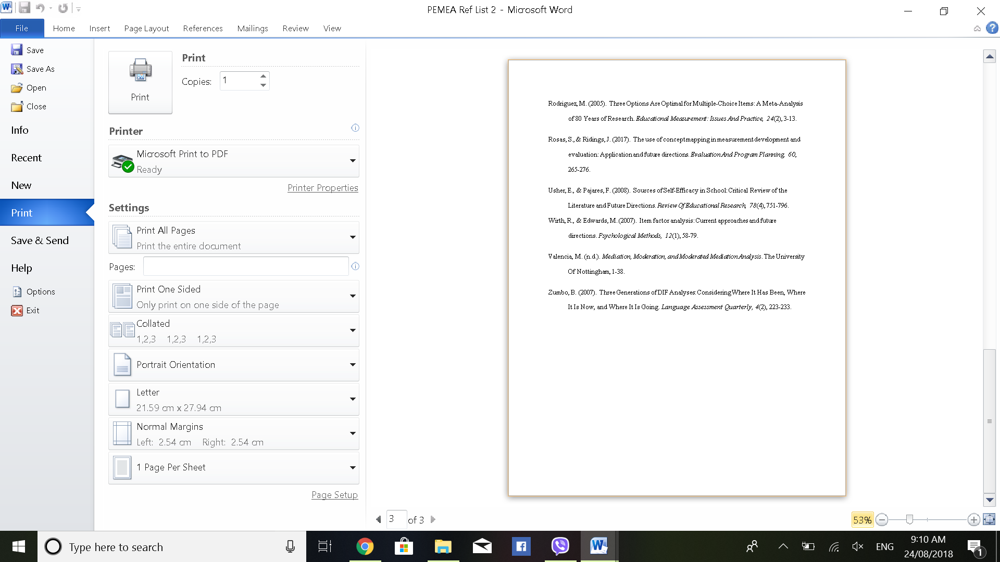 PEMEA Ref List 2 - Microsoft Word
File Home Insert Page Layout References Mailings Review View
Save
Save As
Open
Close
Info
Recent
New
Print
Save & Send
Help
Options
Exit
Print
Print
Copies: 1
Printer
Microsoft Print to PDF
Ready
Printer Properties
Settings
Print All Pages
Print the entire document
Pages:
Print One Sided
Only print on one side of the page
Collated
1,2,3 1,2,3 1,2,3
Portrait Orientation
Letter
21.59 cm x 27.94 cm
Normal Margins
Left: 2.54 cm Right: 2.54 cm
1 Page Per Sheet
Page Setup
Rodriguez, M. (2005). Three Options Are Optimal for Multiple-Choice Items: A Meta-Analysis
of 80 Years of Research. Educational Measurement: Issues And Practice, 24(2), 3-13.
Rosas, S., & Ridings, J. (2017). The use of concept mapping in measurement development and
evaluation: Application and future directions. Evaluation And Program Planning, 60,
265-276.
Usher, E., & Pajares, F. (2008). Sources of Self-Efficacy in School: Critical Review of the
Literature and Future Directions. Review Of Educational Research, 78(4), 751-796.
Wirth, R., & Edwards, M. (2007). Item factor analysis: Current approaches and future
directions. Psychological Methods, 12(1), 58-79.
Valencia, M. (n.d.). Mediation, Moderation, and Moderated Mediation Analysis. The University
Of Nottingham, 1-38.
Zumbo, B. (2007). Three Generations of DIF Analyses: Considering Where It Has Been, Where
It Is Now, and Where It Is Going. Language Assessment Quarterly, 4(2), 223-233.
3 of 3
53%
Type here to search
ENG
9:10 AM
24/08/2018
1